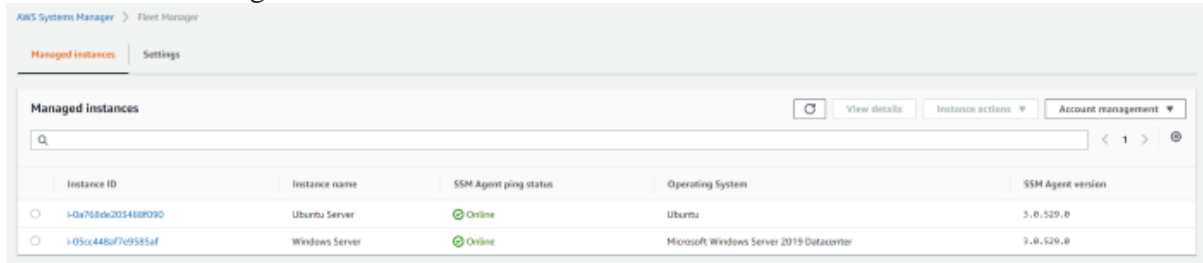 AWS Systems Manager > Fleet Manager
Managed instances Settings
Managed instances View details Instance actions ▼ Account management ▼
< 1 >
Instance ID Instance name SSM Agent ping status Operating System SSM Agent version
Ubuntu Server Online Ubuntu 3.0.529.0
i-05cc448af7e9585af Windows Server Online Microsoft Windows Server 2019 Datacenter 3.0.529.0